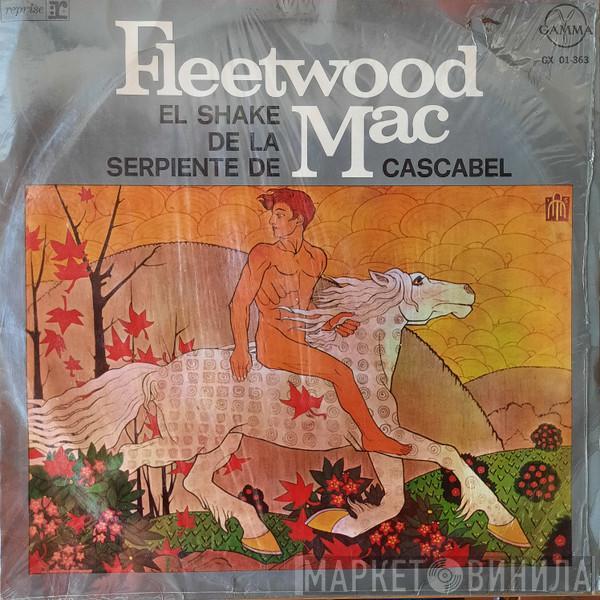 reprise
GAMMA
GX 01-363
Fleetwood
Mac
EL SHAKE
DE LA
SERPIENTE DE CASCABEL
МАРКЕТ ВИНИЛА